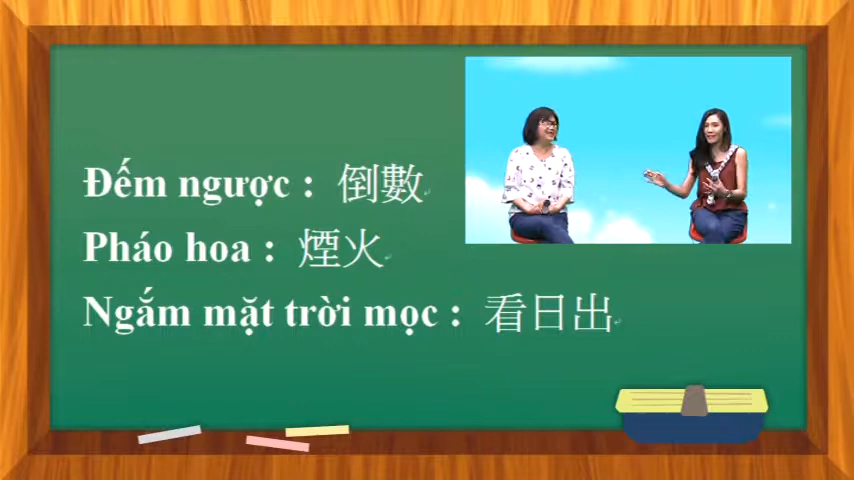 Đếm ngược : 倒數
Pháo hoa : 煙火
Ngắm mặt trời mọc : 看日出